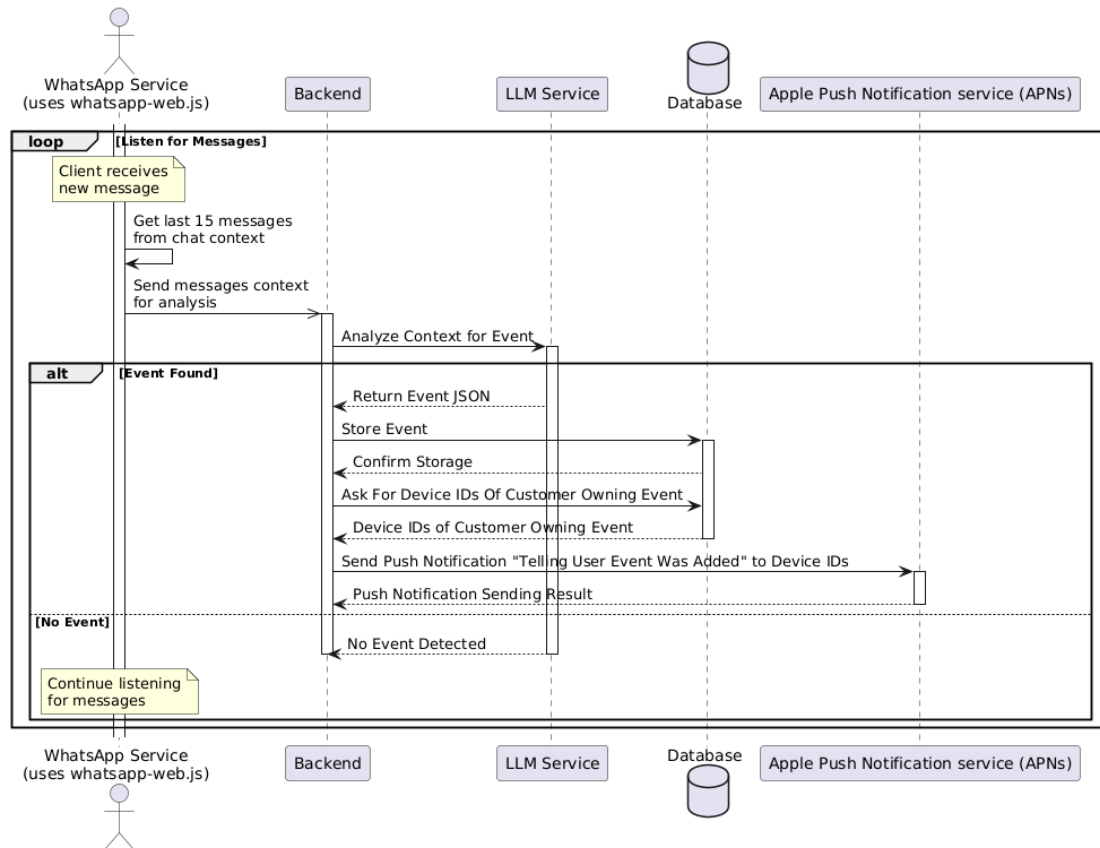 WhatsApp Service
(uses whatsapp-web.js)
Backend
LLM Service
Database
Apple Push Notification service (APNs)
loop
[Listen for Messages]
Client receives
new message
Get last 15 messages
from chat context
Send messages context
for analysis
Analyze Context for Event
alt
[Event Found]
Return Event JSON
Store Event
Confirm Storage
Ask For Device IDs Of Customer Owning Event
Device IDs of Customer Owning Event
Send Push Notification "Telling User Event Was Added" to Device IDs
Push Notification Sending Result
[No Event]
No Event Detected
Continue listening
for messages
WhatsApp Service
(uses whatsapp-web.js)
Backend
LLM Service
Database
Apple Push Notification service (APNs)